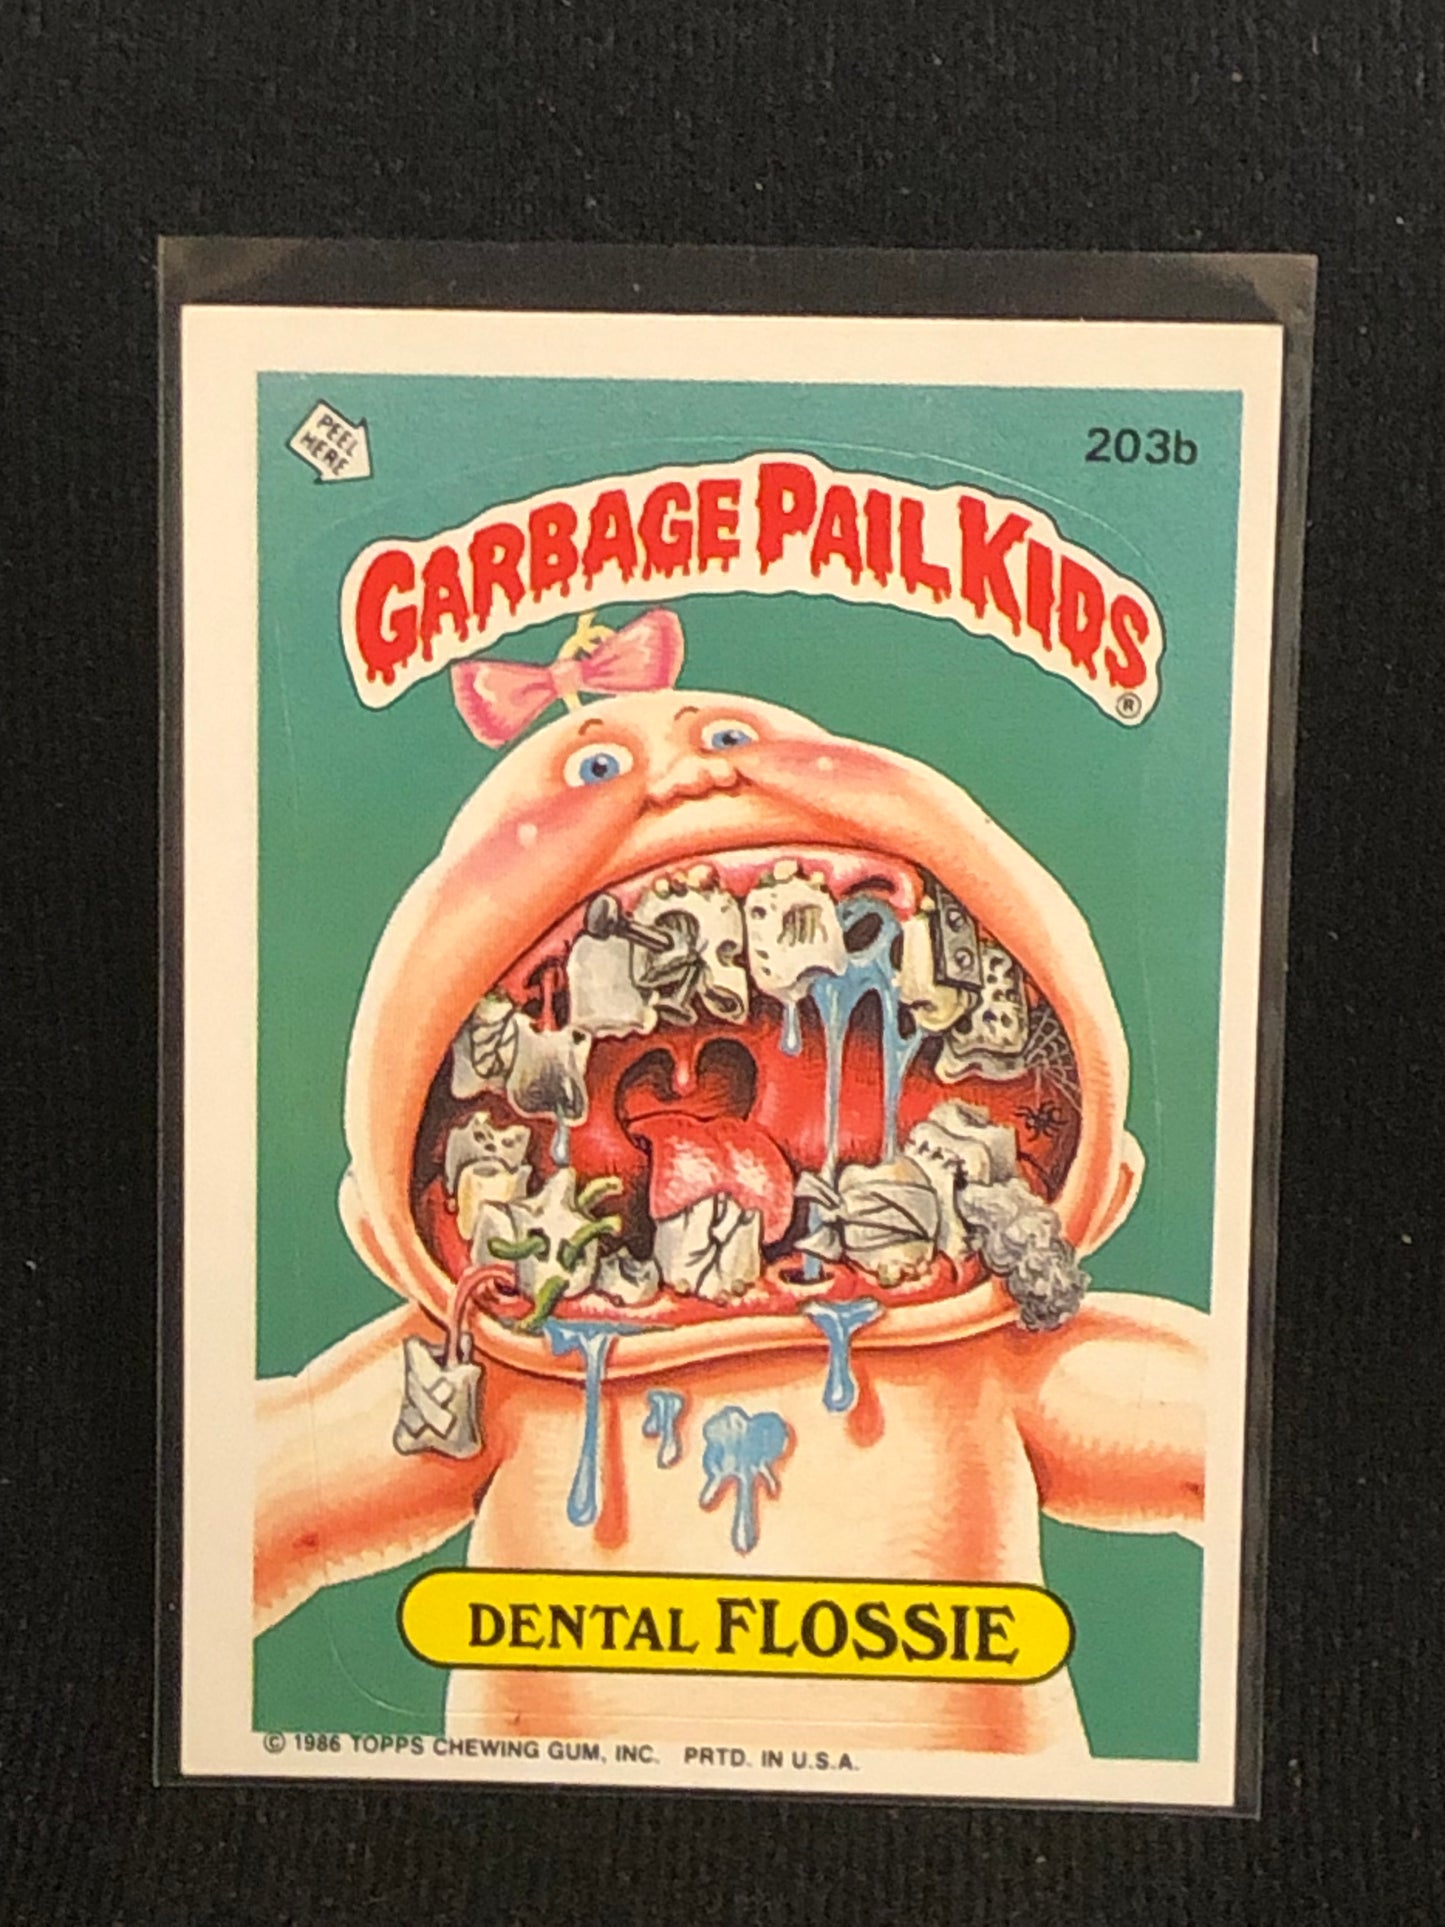 PEEL
HERE
203b
GARBAGE PAIL KIDS
®
DENTAL FLOSSIE
© 1986 TOPPS CHEWING GUM, INC. PRTD. IN U.S.A.